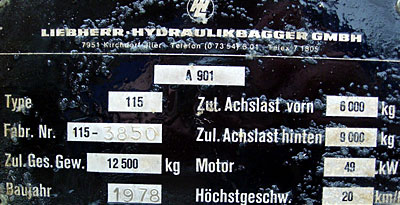 LIEBHERR-HYDRAULIKBAGGER GMBH
7951 Kirchdorf/Iller - Telefon (0 73 54) 8 01 Telex 7 1805
A 901
Type 115 Zul. Achslast vorn 6 000 kg
Fabr. Nr. 115-3850 Zul. Achslast hinten 9 000 kg
Zul. Ges. Gew. 12 500 kg Motor 49 kW
Baujahr 1978 Höchstgeschw. 20 km/h